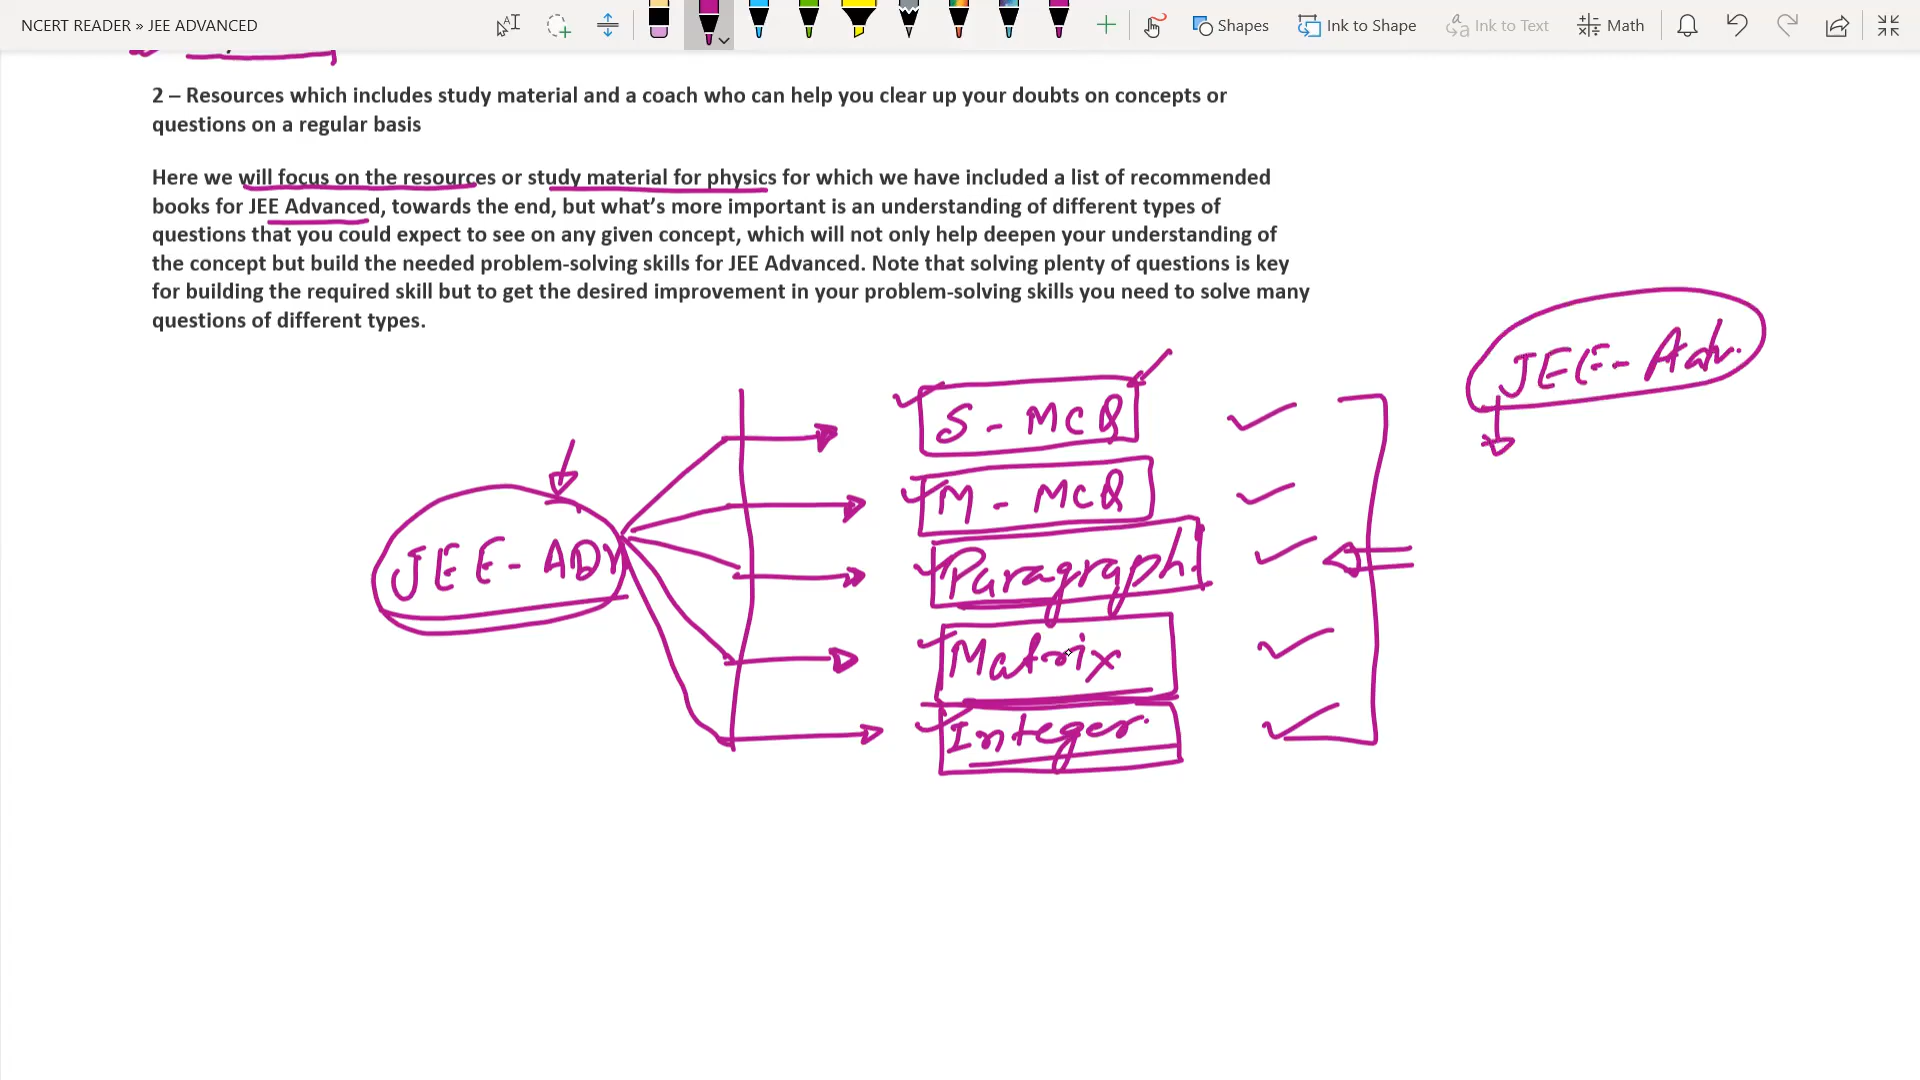 NCERT READER » JEE ADVANCED
Shapes
Ink to Shape
Ink to Text
Math
2 – Resources which includes study material and a coach who can help you clear up your doubts on concepts or
questions on a regular basis
Here we will focus on the resources or study material for physics for which we have included a list of recommended
books for JEE Advanced, towards the end, but what’s more important is an understanding of different types of
questions that you could expect to see on any given concept, which will not only help deepen your understanding of
the concept but build the needed problem-solving skills for JEE Advanced. Note that solving plenty of questions is key
for building the required skill but to get the desired improvement in your problem-solving skills you need to solve many
questions of different types.
JEE-Adv.
S - MCQ
M - MCQ
JEE-ADV
Paragraph.
Matrix
Integer.